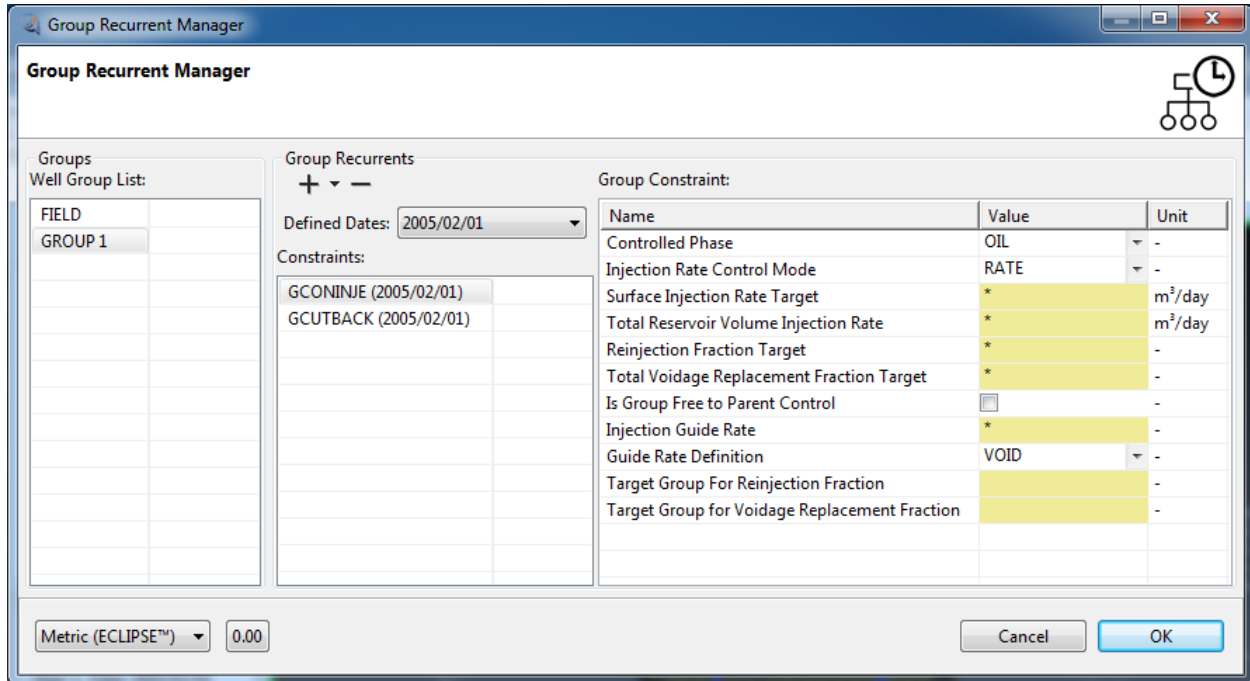 Group Recurrent Manager
Group Recurrent Manager
Groups
Well Group List:
FIELD
GROUP 1
Group Recurrents
Defined Dates: 2005/02/01
Constraints:
GCONINJE (2005/02/01)
GCUTBACK (2005/02/01)
Group Constraint:
Name Value Unit
Controlled Phase OIL -
Injection Rate Control Mode RATE -
Surface Injection Rate Target * m³/day
Total Reservoir Volume Injection Rate * m³/day
Reinjection Fraction Target * -
Total Voidage Replacement Fraction Target * -
Is Group Free to Parent Control -
Injection Guide Rate * -
Guide Rate Definition VOID -
Target Group For Reinjection Fraction -
Target Group for Voidage Replacement Fraction -
Metric (ECLIPSE™) 0.00 Cancel OK